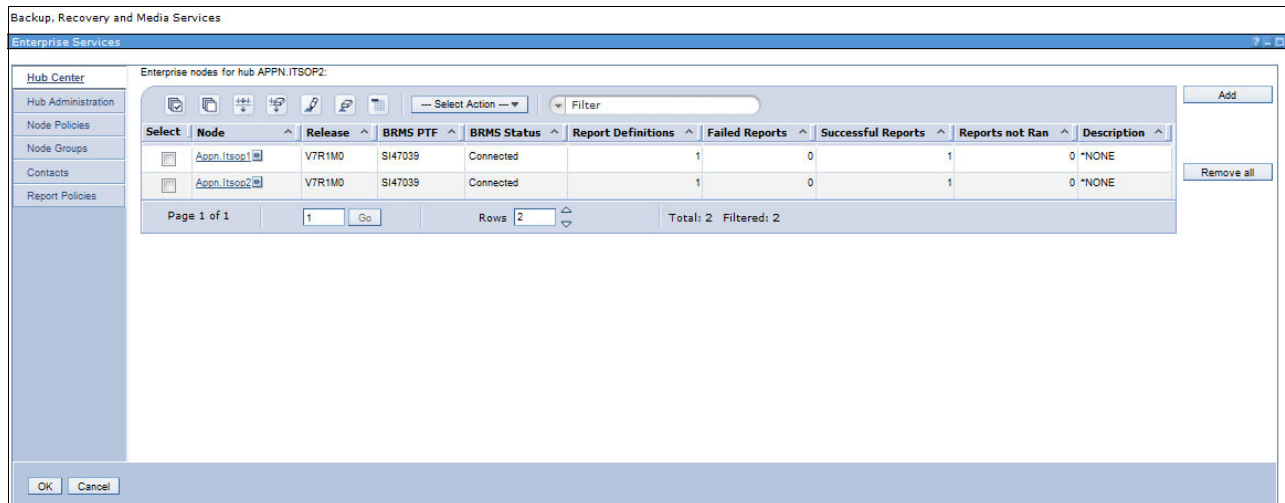 Backup, Recovery and Media Services
Enterprise Services
Hub Center
Hub Administration
Node Policies
Node Groups
Contacts
Report Policies
Enterprise nodes for hub APPN.ITSOP2:
--- Select Action --- Filter
Select Node Release BRMS PTF BRMS Status Report Definitions Failed Reports Successful Reports Reports not Ran Description
Appn.Itsop1 V7R1M0 SI47039 Connected 1 0 1 0 *NONE
Appn.Itsop2 V7R1M0 SI47039 Connected 1 0 1 0 *NONE
Page 1 of 1 1 Go Rows 2 Total: 2 Filtered: 2
Add
Remove all
OK Cancel